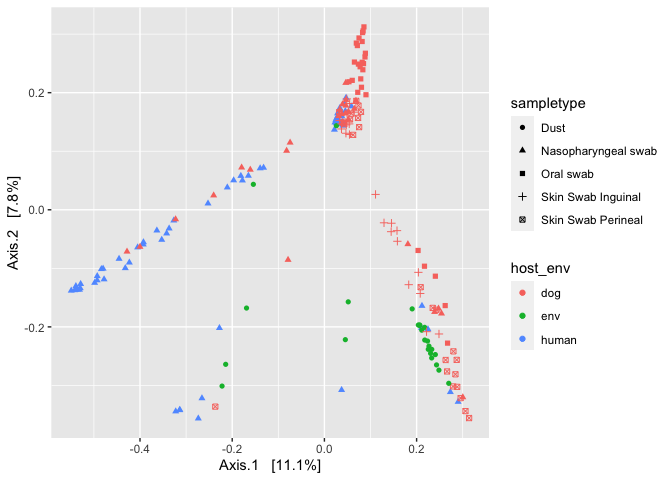 0.2
0.0
-0.2
Axis.2 [7.8%]
-0.4
-0.2
0.0
0.2
Axis.1 [11.1%]
sampletype
Dust
Nasopharyngeal swab
Oral swab
Skin Swab Inguinal
Skin Swab Perineal
host_env
dog
env
human